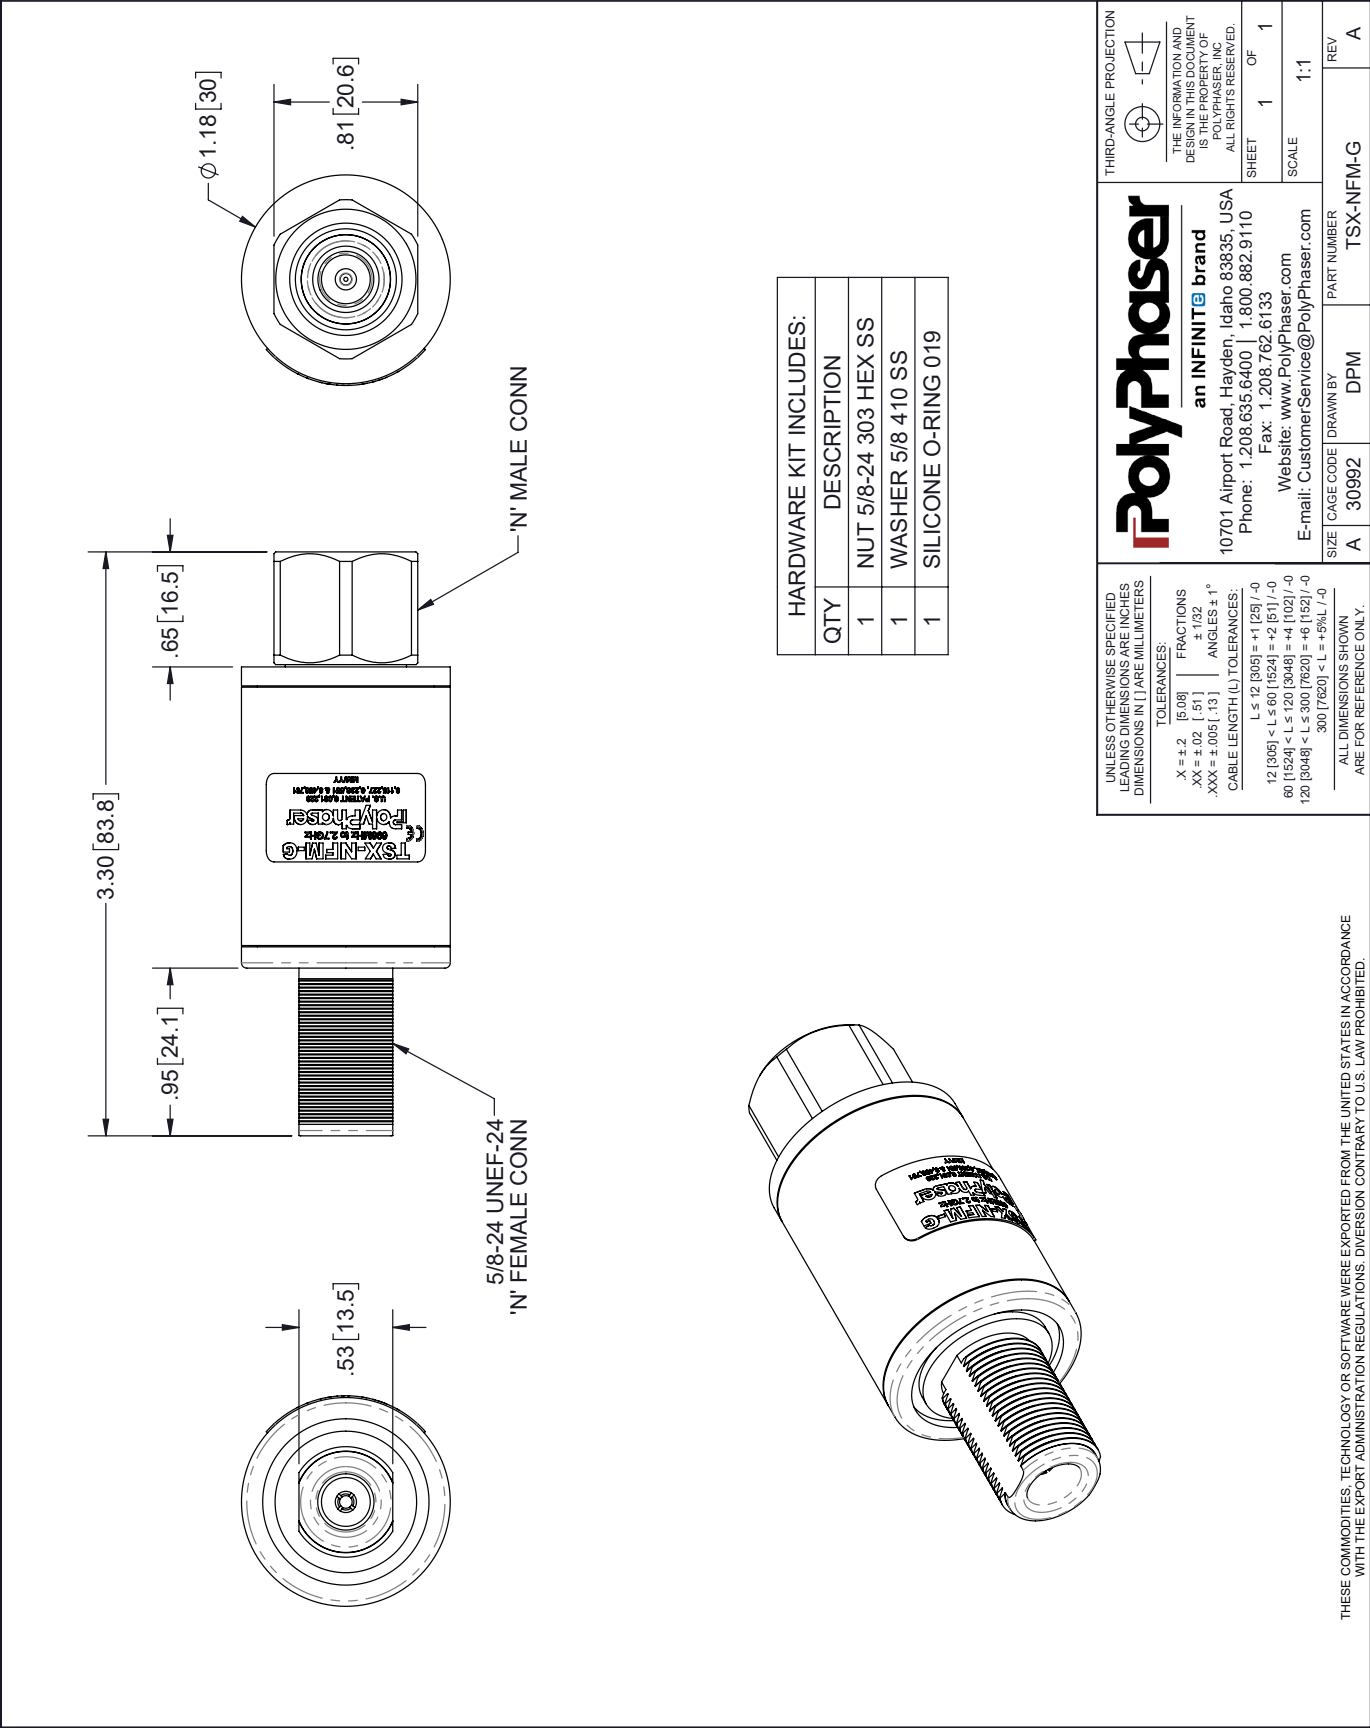 Ø 1.18 [30]
.81 [20.6]
3.30 [83.8]
.65 [16.5]
.95 [24.1]
'N' MALE CONN
5/8-24 UNEF-24
'N' FEMALE CONN
.53 [13.5]
TSX-NFM-G
698MHz to 2.7GHz
PolyPhaser
CE
MM/YY
TSX-NFM-G
PolyPhaser
HARDWARE KIT INCLUDES:
QTY DESCRIPTION
1 NUT 5/8-24 303 HEX SS
1 WASHER 5/8 410 SS
1 SILICONE O-RING 019
UNLESS OTHERWISE SPECIFIED
LEADING DIMENSIONS ARE INCHES
DIMENSIONS IN [ ] ARE MILLIMETERS
TOLERANCES:
.X = ± .2 [5.08] FRACTIONS
.XX = ± .02 [ .51 ] ± 1/32
.XXX = ± .005 [ .13 ] ANGLES ± 1°
CABLE LENGTH (L) TOLERANCES:
L ≤ 12 [305] = +1 [25] / -0
12 [305] < L ≤ 60 [1524] = +2 [51] / -0
60 [1524] < L ≤ 120 [3048] = +4 [102] / -0
120 [3048] < L ≤ 300 [7620] = +6 [152] / -0
300 [7620] < L = +5%L / -0
ALL DIMENSIONS SHOWN
ARE FOR REFERENCE ONLY.
PolyPhaser
an INFINITe brand
10701 Airport Road, Hayden, Idaho 83835, USA
Phone: 1.208.635.6400 | 1.800.882.9110
Fax: 1.208.762.6133
Website: www.PolyPhaser.com
E-mail: CustomerService@PolyPhaser.com
THIRD-ANGLE PROJECTION
THE INFORMATION AND
DESIGN IN THIS DOCUMENT
IS THE PROPERTY OF
POLYPHASER, INC
ALL RIGHTS RESERVED.
SHEET 1 OF 1
SCALE 1:1
SIZE A
CAGE CODE 30992
DRAWN BY DPM
PART NUMBER TSX-NFM-G
REV A
THESE COMMODITIES, TECHNOLOGY OR SOFTWARE WERE EXPORTED FROM THE UNITED STATES IN ACCORDANCE
WITH THE EXPORT ADMINISTRATION REGULATIONS. DIVERSION CONTRARY TO U.S. LAW PROHIBITED.